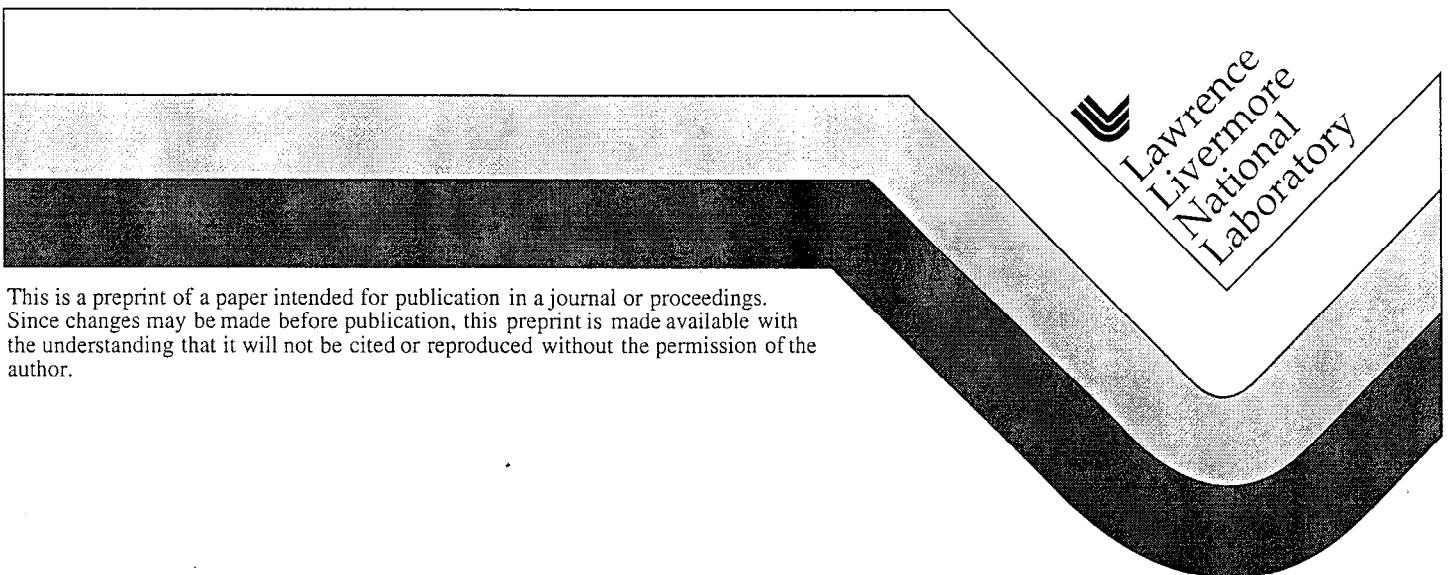 Lawrence
Livermore
National
Laboratory
This is a preprint of a paper intended for publication in a journal or proceedings.
Since changes may be made before publication, this preprint is made available with
the understanding that it will not be cited or reproduced without the permission of the
author.